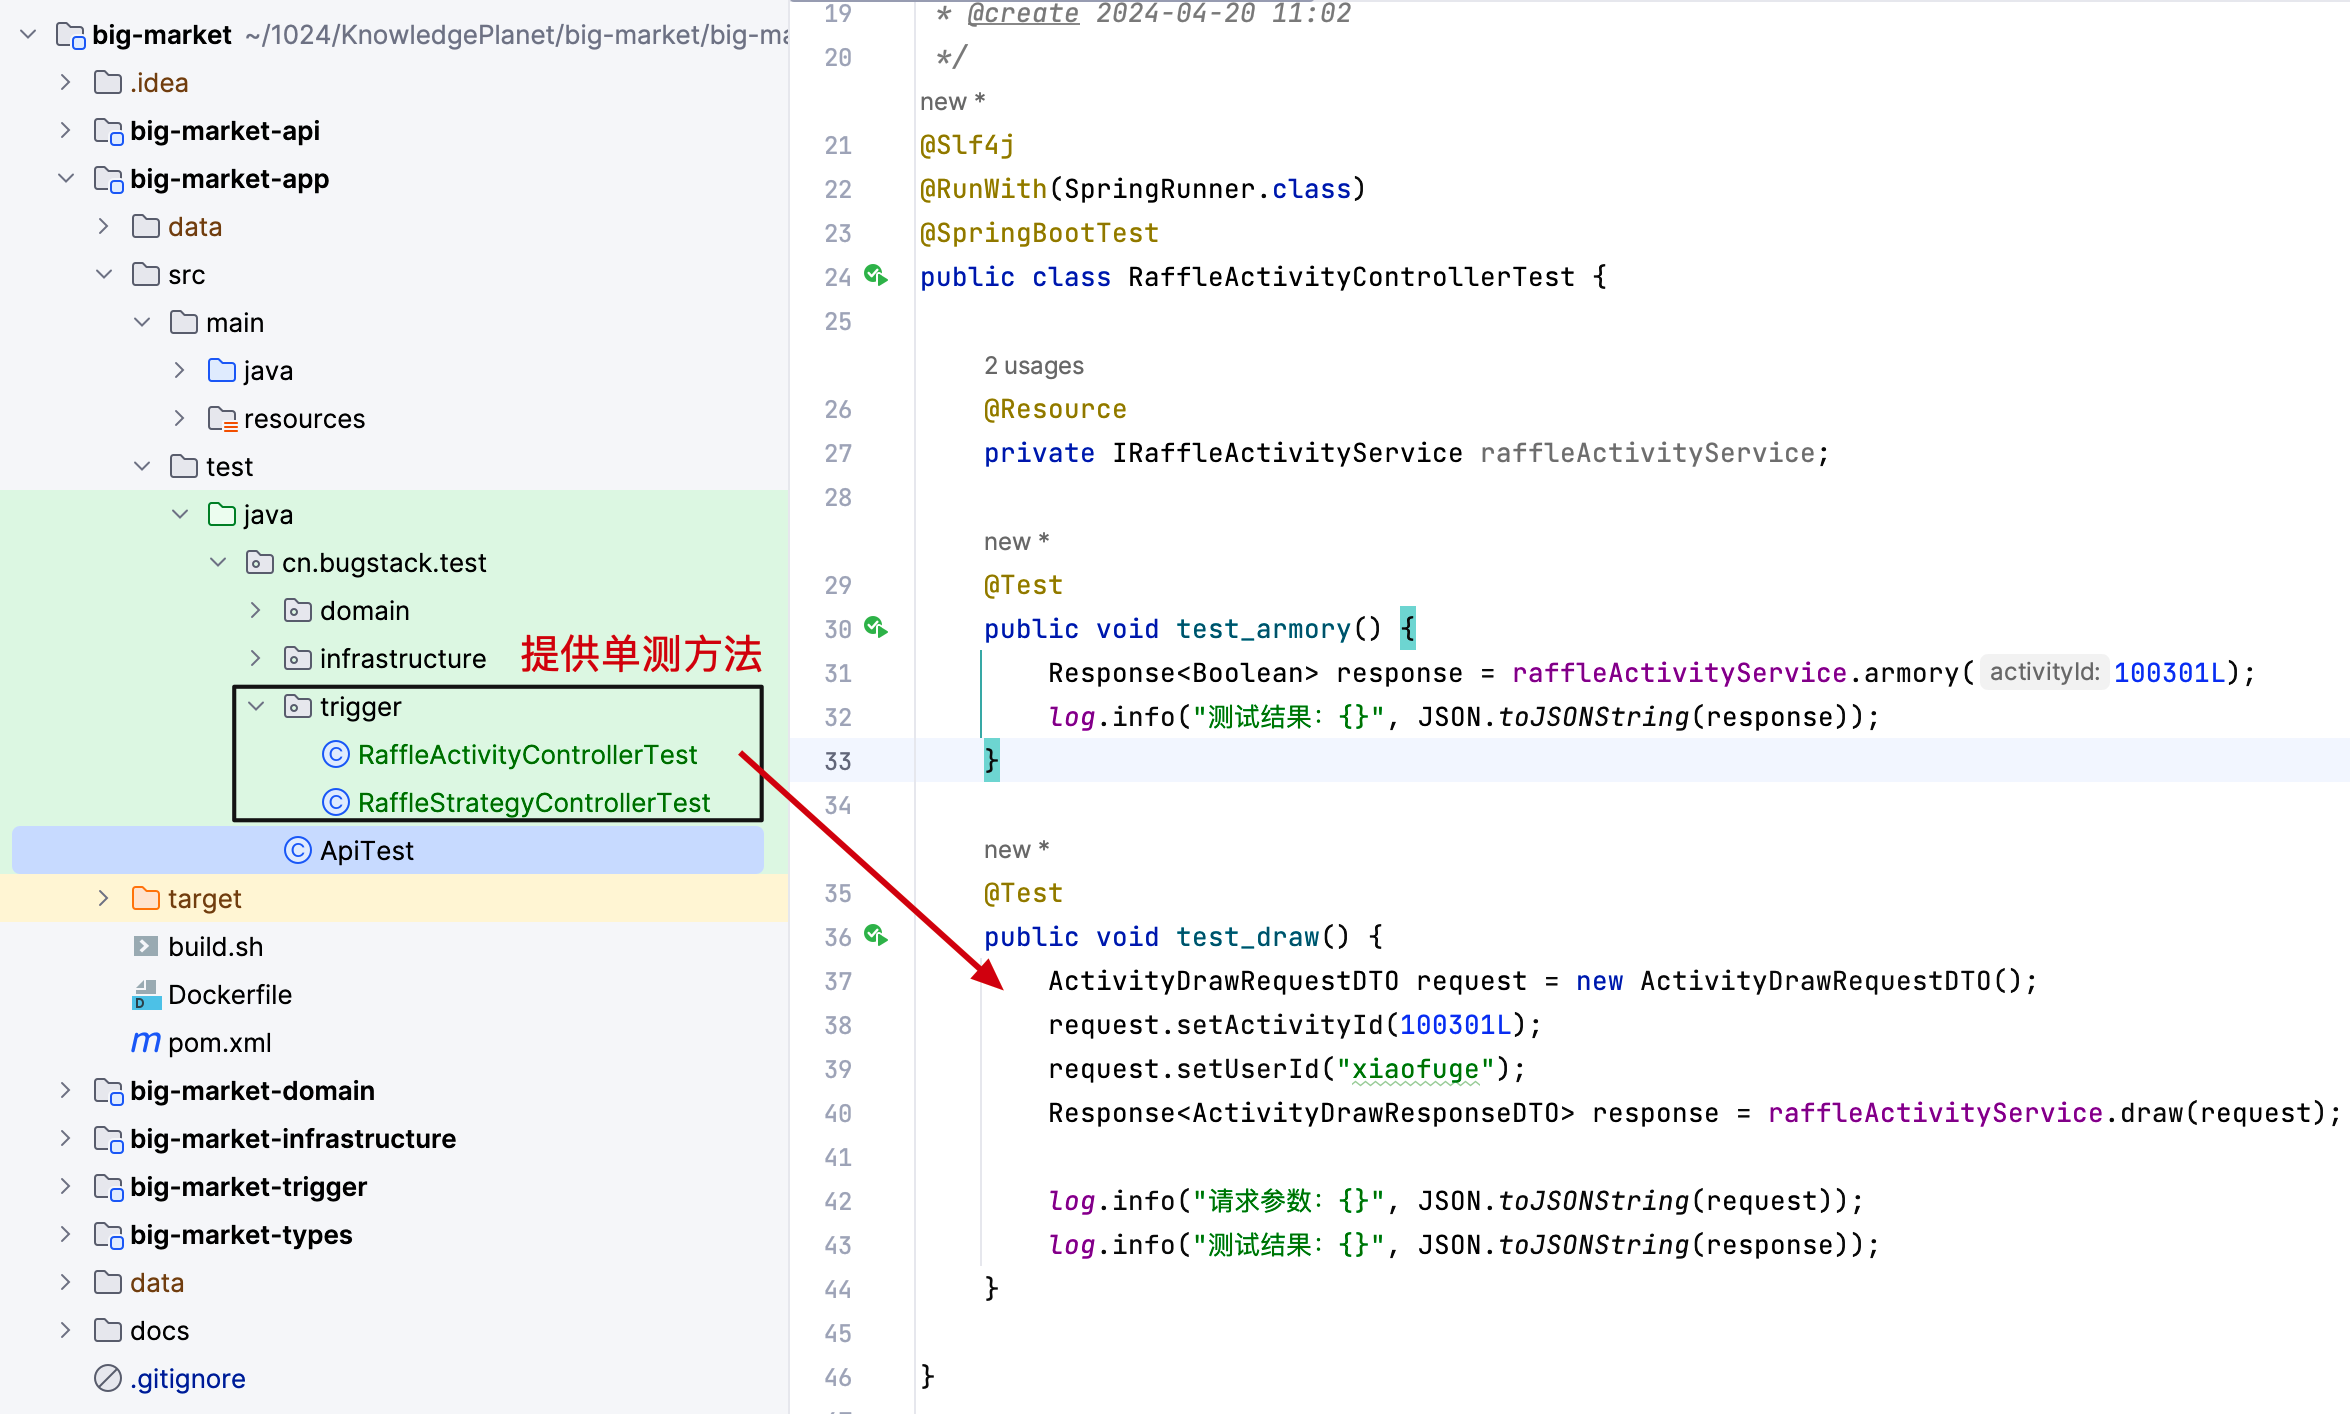 big-market ~/1024/KnowledgePlanet/big-market/big-ma
.idea
big-market-api
big-market-app
data
src
main
java
resources
test
java
cn.bugstack.test
domain
infrastructure
提供单测方法
trigger
RaffleActivityControllerTest
RaffleStrategyControllerTest
ApiTest
target
build.sh
Dockerfile
pom.xml
big-market-domain
big-market-infrastructure
big-market-trigger
big-market-types
data
docs
.gitignore
19 * @create 2024-04-20 11:02
20 */
new *
21 @Slf4j
22 @RunWith(SpringRunner.class)
23 @SpringBootTest
24 public class RaffleActivityControllerTest {
25
2 usages
26 @Resource
27 private IRaffleActivityService raffleActivityService;
28
new *
29 @Test
30 public void test_armory() {
31 Response<Boolean> response = raffleActivityService.armory( activityId: 100301L);
32 log.info("测试结果：{}", JSON.toJSONString(response));
33 }
34
new *
35 @Test
36 public void test_draw() {
37 ActivityDrawRequestDTO request = new ActivityDrawRequestDTO();
38 request.setActivityId(100301L);
39 request.setUserId("xiaofuge");
40 Response<ActivityDrawResponseDTO> response = raffleActivityService.draw(request);
41
42 log.info("请求参数：{}", JSON.toJSONString(request));
43 log.info("测试结果：{}", JSON.toJSONString(response));
44 }
45
46 }